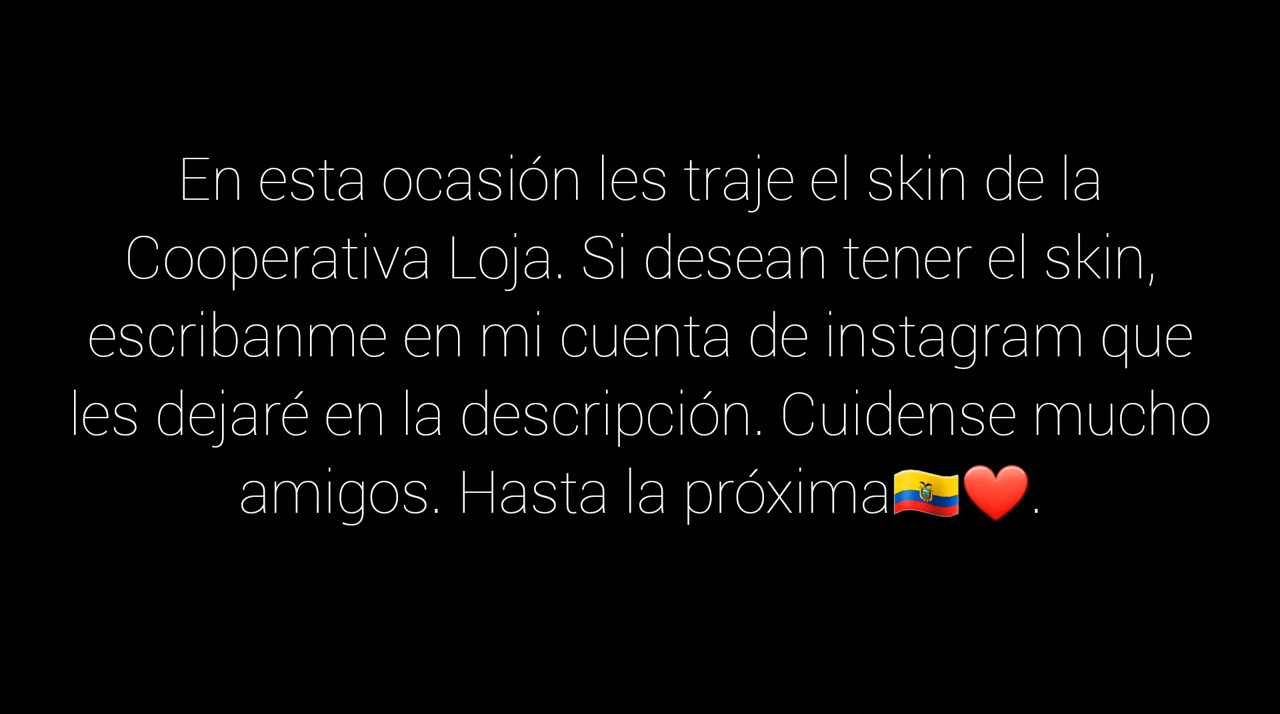 En esta ocasión les traje el skin de la
Cooperativa Loja. Si desean tener el skin,
escribanme en mi cuenta de instagram que
les dejaré en la descripción. Cuidense mucho
amigos. Hasta la próxima🇪🇨❤️.